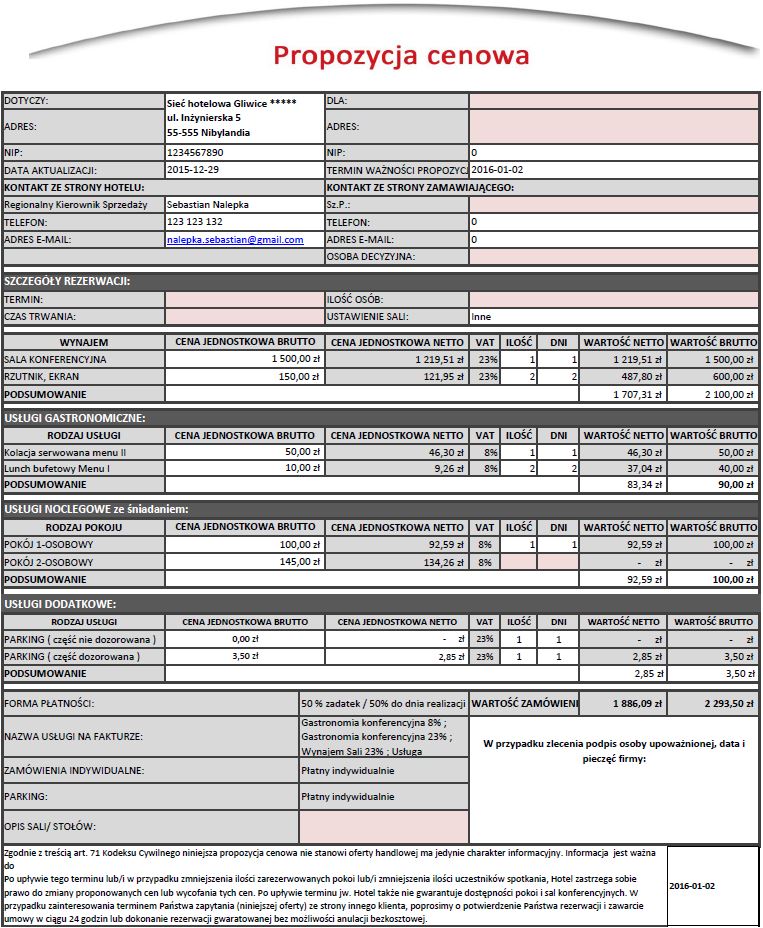 Propozycja cenowa
DOTYCZY: Sieć hotelowa Gliwice ***** DLA:
ADRES: ul. Inżynierska 5 ADRES:
55-555 Nibylandia
NIP: 1234567890 NIP: 0
DATA AKTUALIZACJI: 2015-12-29 TERMIN WAŻNOŚCI PROPOZYCJ 2016-01-02
KONTAKT ZE STRONY HOTELU: KONTAKT ZE STRONY ZAMAWIAJĄCEGO:
Regionalny Kierownik Sprzedaży Sebastian Nalepka Sz.P.:
TELEFON: 123 123 132 TELEFON: 0
ADRES E-MAIL: nalepka.sebastian@gmail.com ADRES E-MAIL: 0
OSOBA DECYZYJNA:
SZCZEGÓŁY REZERWACJI:
TERMIN: ILOŚĆ OSÓB:
CZAS TRWANIA: USTAWIENIE SALI: Inne
WYNAJEM CENA JEDNOSTKOWA BRUTTO CENA JEDNOSTKOWA NETTO VAT ILOŚĆ DNI WARTOŚĆ NETTO WARTOŚĆ BRUTTO
SALA KONFERENCYJNA 1 500,00 zł 1 219,51 zł 23% 1 1 1 219,51 zł 1 500,00 zł
RZUTNIK, EKRAN 150,00 zł 121,95 zł 23% 2 2 487,80 zł 600,00 zł
PODSUMOWANIE 1 707,31 zł 2 100,00 zł
USŁUGI GASTRONOMICZNE:
RODZAJ USŁUGI CENA JEDNOSTKOWA BRUTTO CENA JEDNOSTKOWA NETTO VAT ILOŚĆ DNI WARTOŚĆ NETTO WARTOŚĆ BRUTTO
Kolacja serwowana menu II 50,00 zł 46,30 zł 8% 1 1 46,30 zł 50,00 zł
Lunch bufetowy Menu I 10,00 zł 9,26 zł 8% 2 2 37,04 zł 40,00 zł
PODSUMOWANIE 83,34 zł 90,00 zł
USŁUGI NOCLEGOWE ze śniadaniem:
RODZAJ POKOJU CENA JEDNOSTKOWA BRUTTO CENA JEDNOSTKOWA NETTO VAT ILOŚĆ DNI WARTOŚĆ NETTO WARTOŚĆ BRUTTO
POKÓJ 1-OSOBOWY 100,00 zł 92,59 zł 8% 1 1 92,59 zł 100,00 zł
POKÓJ 2-OSOBOWY 145,00 zł 134,26 zł 8% - zł - zł
PODSUMOWANIE 92,59 zł 100,00 zł
USŁUGI DODATKOWE:
RODZAJ USŁUGI CENA JEDNOSTKOWA BRUTTO CENA JEDNOSTKOWA NETTO VAT ILOŚĆ DNI WARTOŚĆ NETTO WARTOŚĆ BRUTTO
PARKING ( część nie dozorowana ) 0,00 zł - zł 23% 1 1 - zł - zł
PARKING ( część dozorowana ) 3,50 zł 2,85 zł 23% 1 1 2,85 zł 3,50 zł
PODSUMOWANIE 2,85 zł 3,50 zł
FORMA PŁATNOŚCI: 50 % zadatek / 50% do dnia realizacji WARTOŚĆ ZAMÓWIENI 1 886,09 zł 2 293,50 zł
Gastronomia konferencyjna 8% ;
NAZWA USŁUGI NA FAKTURZE: Gastronomia konferencyjna 23% ;
Wynajem Sali 23% ; Usługa
W przypadku zlecenia podpis osoby upoważnionej, data i
pieczęć firmy:
ZAMÓWIENIA INDYWIDUALNE: Płatny indywidualnie
PARKING: Płatny indywidualnie
OPIS SALI/ STOŁÓW:
Zgodnie z treścią art. 71 Kodeksu Cywilnego niniejsza propozycja cenowa nie stanowi oferty handlowej ma jedynie charakter informacyjny. Informacja jest ważna
do
Po upływie tego terminu lub/i w przypadku zmniejszenia ilości zarezerwowanych pokoi lub/i zmniejszenia ilości uczestników spotkania, Hotel zastrzega sobie
prawo do zmiany proponowanych cen lub wycofania tych cen. Po upływie terminu jw. Hotel także nie gwarantuje dostępności pokoi i sal konferencyjnych. W
przypadku zainteresowania terminem Państwa zapytania (niniejszej oferty) ze strony innego klienta, poprosimy o potwierdzenie Państwa rezerwacji i zawarcie
umowy w ciągu 24 godzin lub dokonanie rezerwacji gwaratowanej bez możliwości anulacji bezkosztowej.
2016-01-02